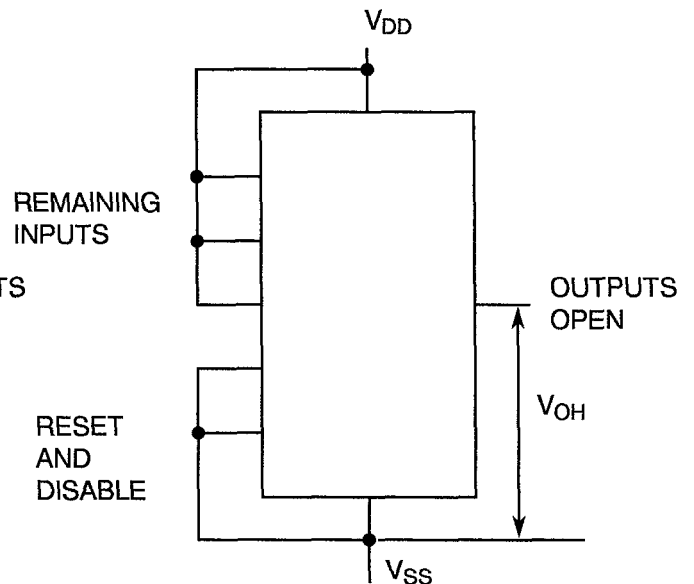 VDD
REMAINING
INPUTS
TS
OUTPUTS
OPEN
VOH
RESET
AND
DISABLE
VSS